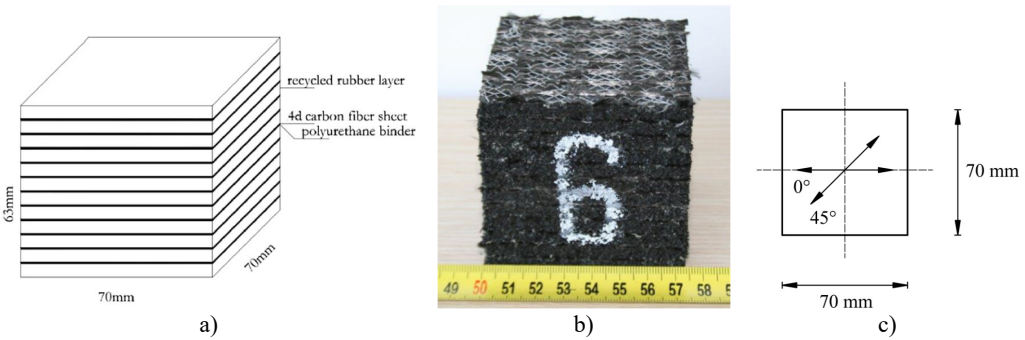 recycled rubber layer
4d carbon fiber sheet
polyurethane binder
63mm
70mm
70mm
a)
6
49 50 51 52 53 54 55 56 57 58
b)
0°
45°
70 mm
70 mm
c)